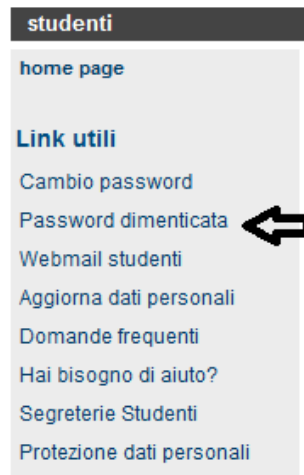 studenti
home page
Link utili
Cambio password
Password dimenticata
Webmail studenti
Aggiorna dati personali
Domande frequenti
Hai bisogno di aiuto?
Segreterie Studenti
Protezione dati personali